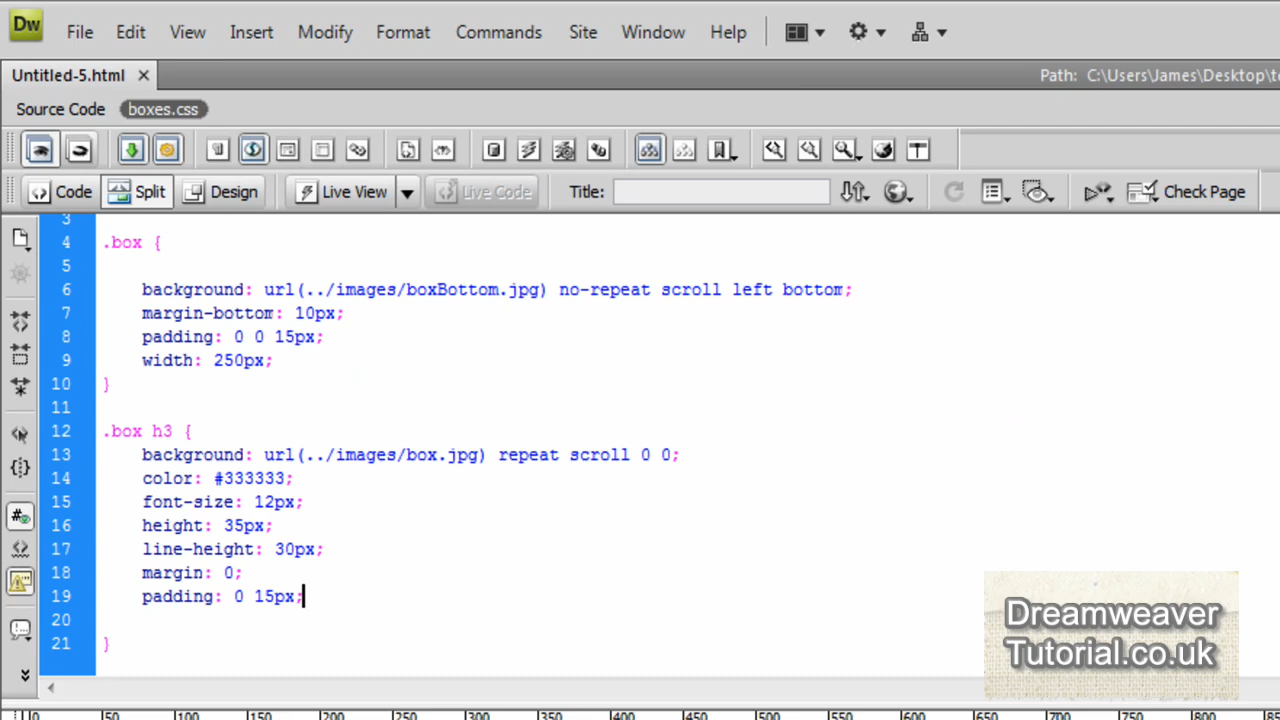 Dw File Edit View Insert Modify Format Commands Site Window Help
Untitled-5.html Path: C:\Users\James\Desktop\
Source Code boxes.css
Code Split Design Live View Live Code Title: Check Page
3
4 .box {
5
6 background: url(../images/boxBottom.jpg) no-repeat scroll left bottom;
7 margin-bottom: 10px;
8 padding: 0 0 15px;
9 width: 250px;
10 }
11
12 .box h3 {
13 background: url(../images/box.jpg) repeat scroll 0 0;
14 color: #333333;
15 font-size: 12px;
16 height: 35px;
17 line-height: 30px;
18 margin: 0;
19 padding: 0 15px;
20
21 }
Dreamweaver
Tutorial.co.uk
0 50 100 150 200 250 300 350 400 450 500 550 600 650 700 750 800